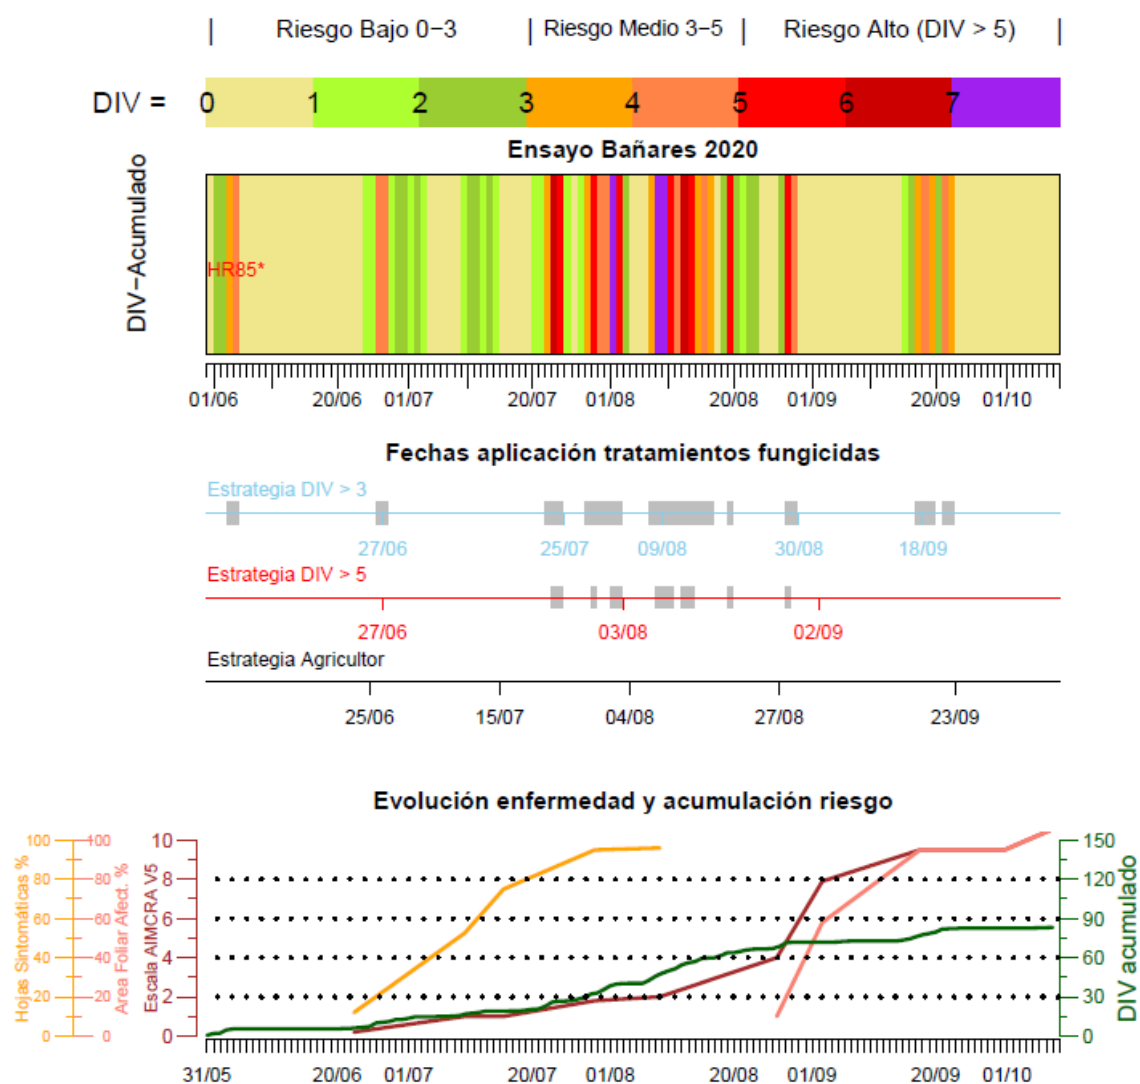 | Riesgo Bajo 0−3 | Riesgo Medio 3−5 | Riesgo Alto (DIV > 5) |
DIV = 0 1 2 3 4 5 6 7
Ensayo Bañares 2020
DIV−Acumulado
HR85*
01/06 20/06 01/07 20/07 01/08 20/08 01/09 20/09 01/10
Fechas aplicación tratamientos fungicidas
Estrategia DIV > 3
27/06 25/07 09/08 30/08 18/09
Estrategia DIV > 5
27/06 03/08 02/09
Estrategia Agricultor
25/06 15/07 04/08 27/08 23/09
Evolución enfermedad y acumulación riesgo
Hojas Sintomáticas %
100
80
60
40
20
0
Area Foliar Afect. %
100
80
60
40
20
0
Escala AIMCRA V5
10
8
6
4
2
0
150
120
90
60
30
0
DIV acumulado
31/05 20/06 01/07 20/07 01/08 20/08 01/09 20/09 01/10